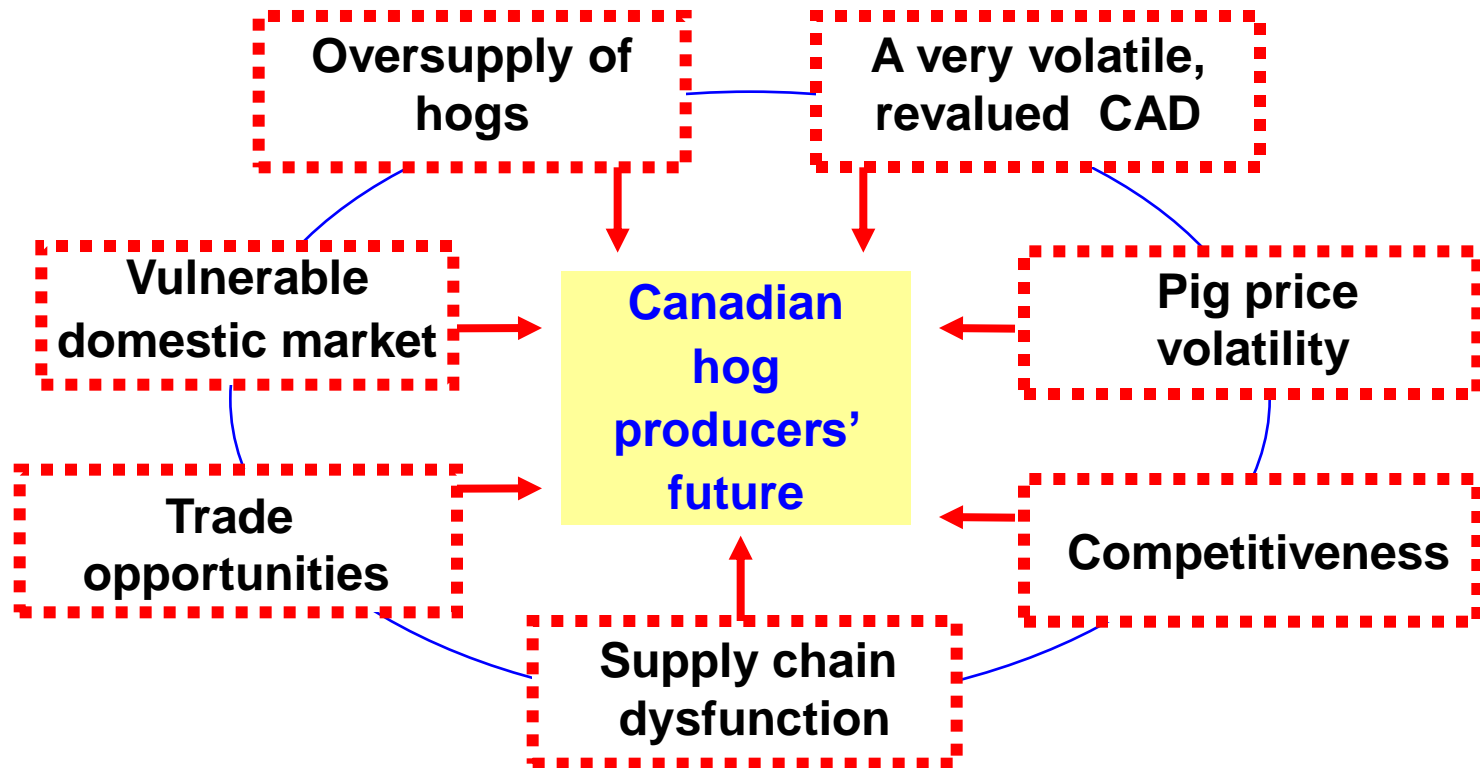 Oversupply of
hogs
A very volatile,
revalued CAD
Vulnerable
domestic market
Canadian
hog
producers’
future
Pig price
volatility
Trade
opportunities
Competitiveness
Supply chain
dysfunction